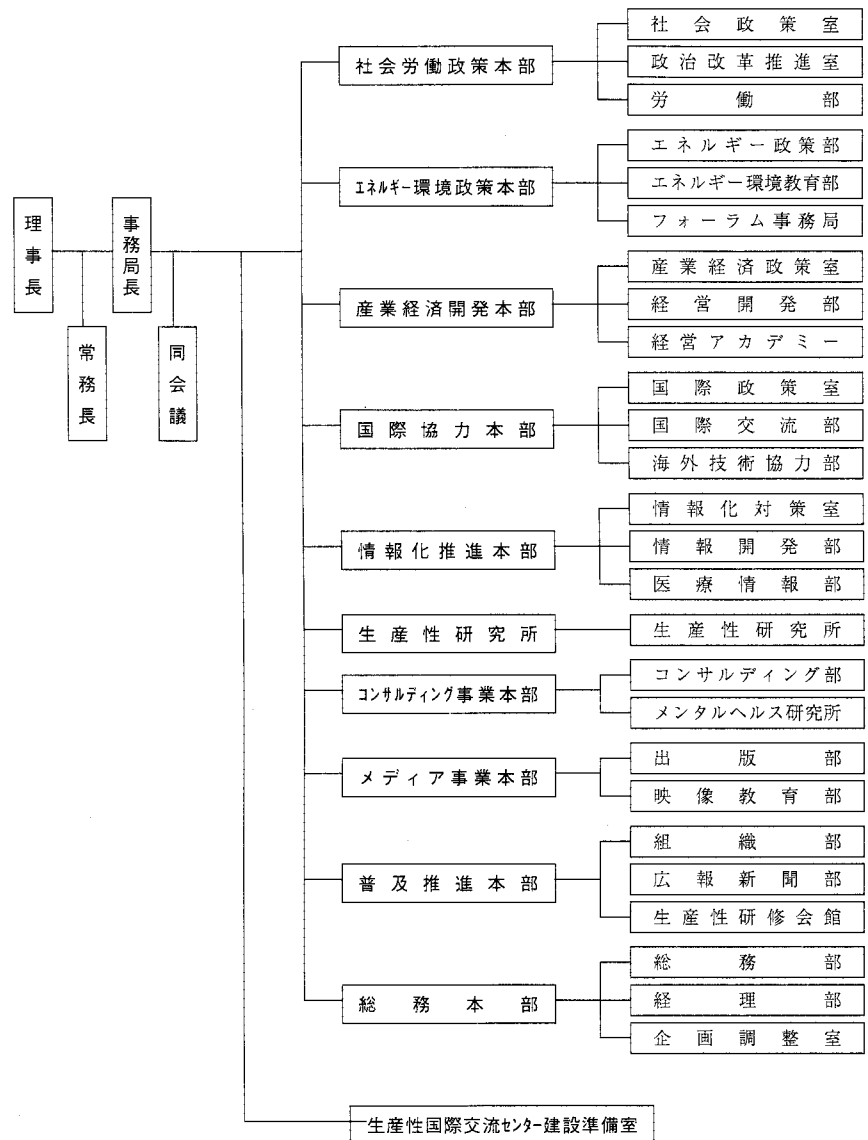 理事長
常務長
事務局長
同会議
社会労働政策本部
社会政策室
政治改革推進室
労働部
エネルギー環境政策本部
エネルギー政策部
エネルギー環境教育部
フォーラム事務局
産業経済開発本部
産業経済政策室
経営開発部
経営アカデミー
国際協力本部
国際政策室
国際交流部
海外技術協力部
情報化推進本部
情報化対策室
情報開発部
医療情報部
生産性研究所
生産性研究所
コンサルディング事業本部
コンサルディング部
メンタルヘルス研究所
メディア事業本部
出版部
映像教育部
普及推進本部
組織部
広報新聞部
生産性研修会館
総務本部
総務部
経理部
企画調整室
生産性国際交流センター建設準備室